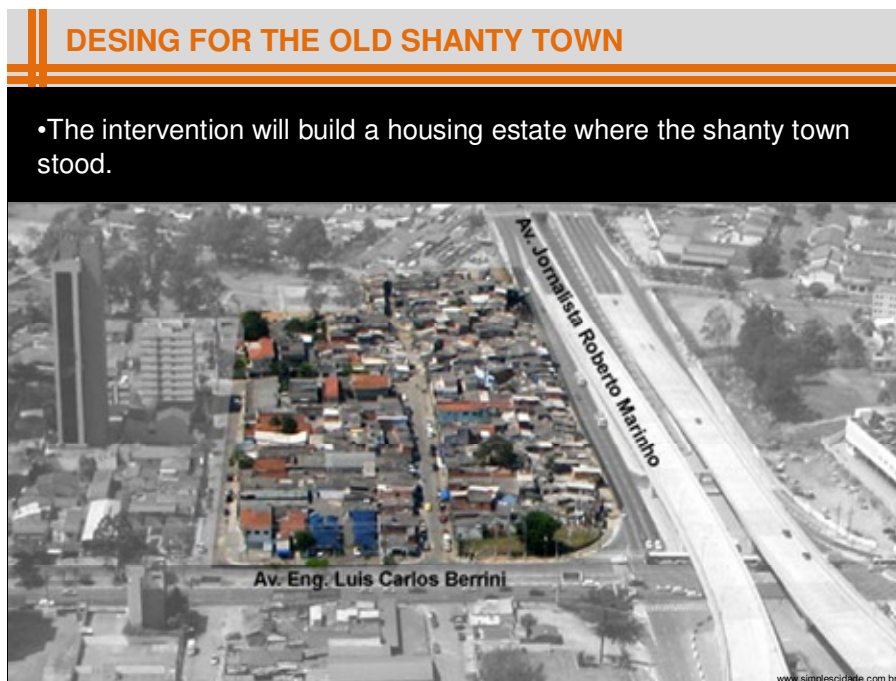 DESING FOR THE OLD SHANTY TOWN
•The intervention will build a housing estate where the shanty town
stood.
Av. Jornalista Roberto Marinho
Av. Eng. Luis Carlos Berrini
www.simplescidade.com.br